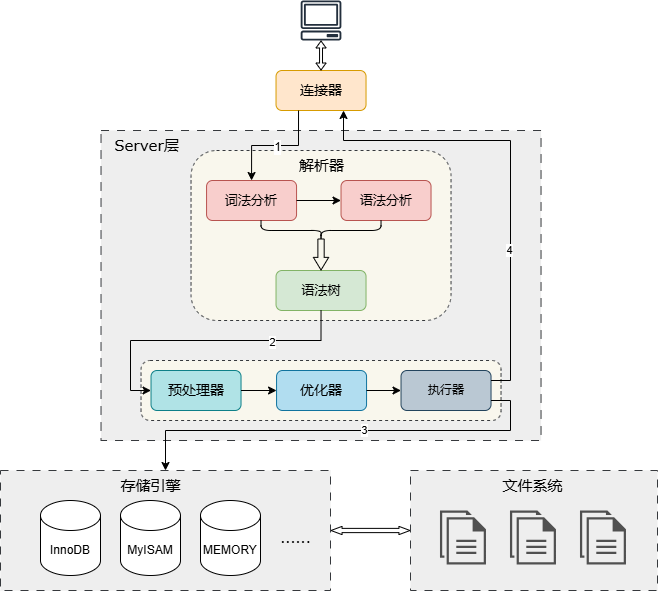 连接器
Server层
1
解析器
词法分析
语法分析
4
语法树
2
预处理器
优化器
执行器
3
存储引擎
文件系统
InnoDB
MyISAM
MEMORY
......